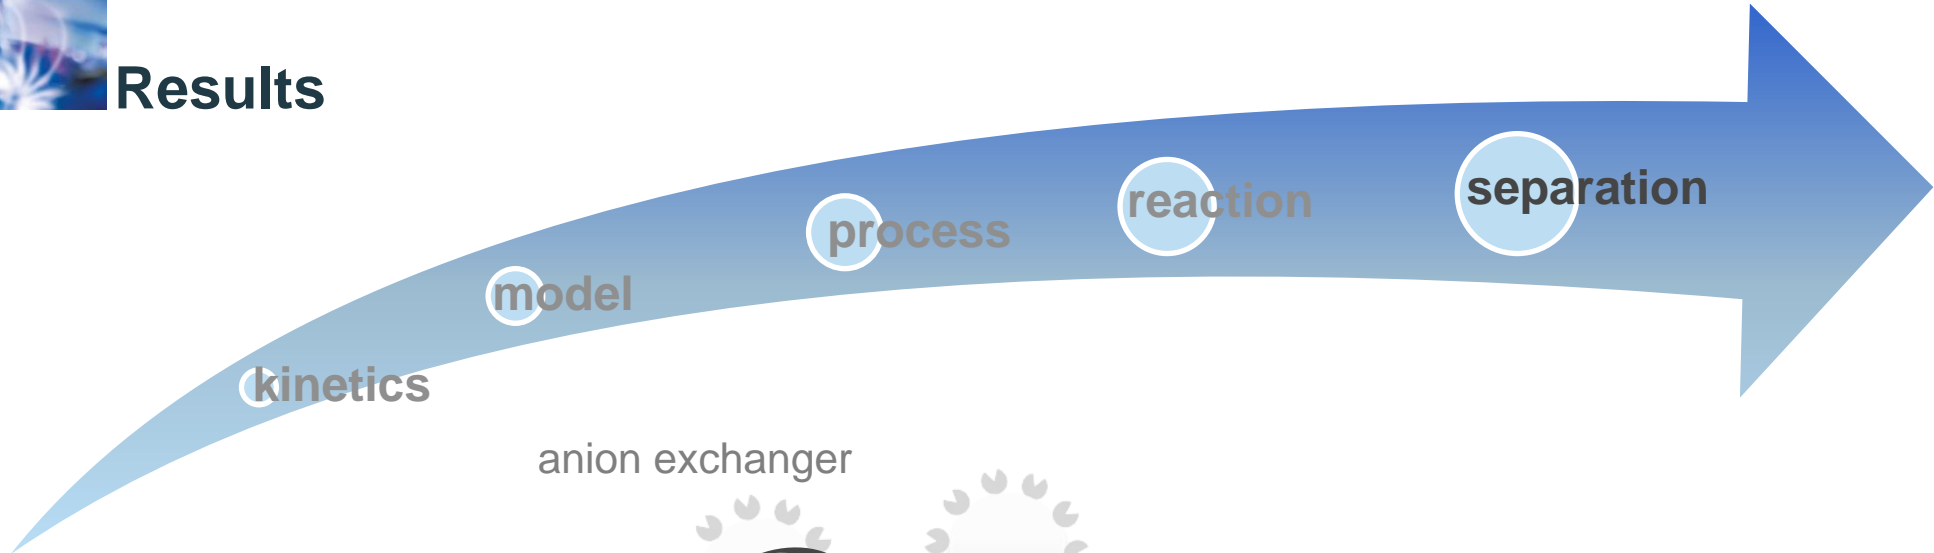 Results
kinetics
model
process
reaction
separation
anion exchanger